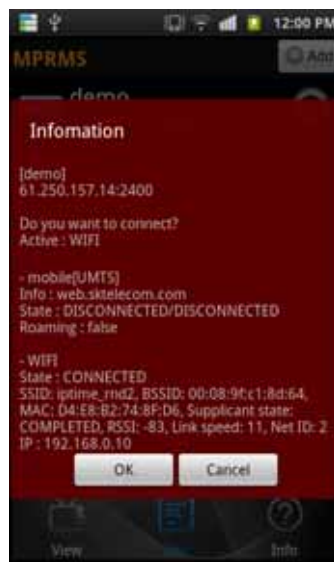 12:00 PM
MPRMS
Add
demo
Infomation
[demo]
61.250.157.14:2400
Do you want to connect?
Active : WIFI
- mobile[UMTS]
Info : web.sktelecom.com
State : DISCONNECTED/DISCONNECTED
Roaming : false
- WIFI
State : CONNECTED
SSID: iptime_rnd2, BSSID: 00:08:9f:c1:8d:64,
MAC: D4:E8:B2:74:8F:D6, Supplicant state:
COMPLETED, RSSI: -83, Link speed: 11, Net ID: 2
IP : 192.168.0.10
OK Cancel
View Info